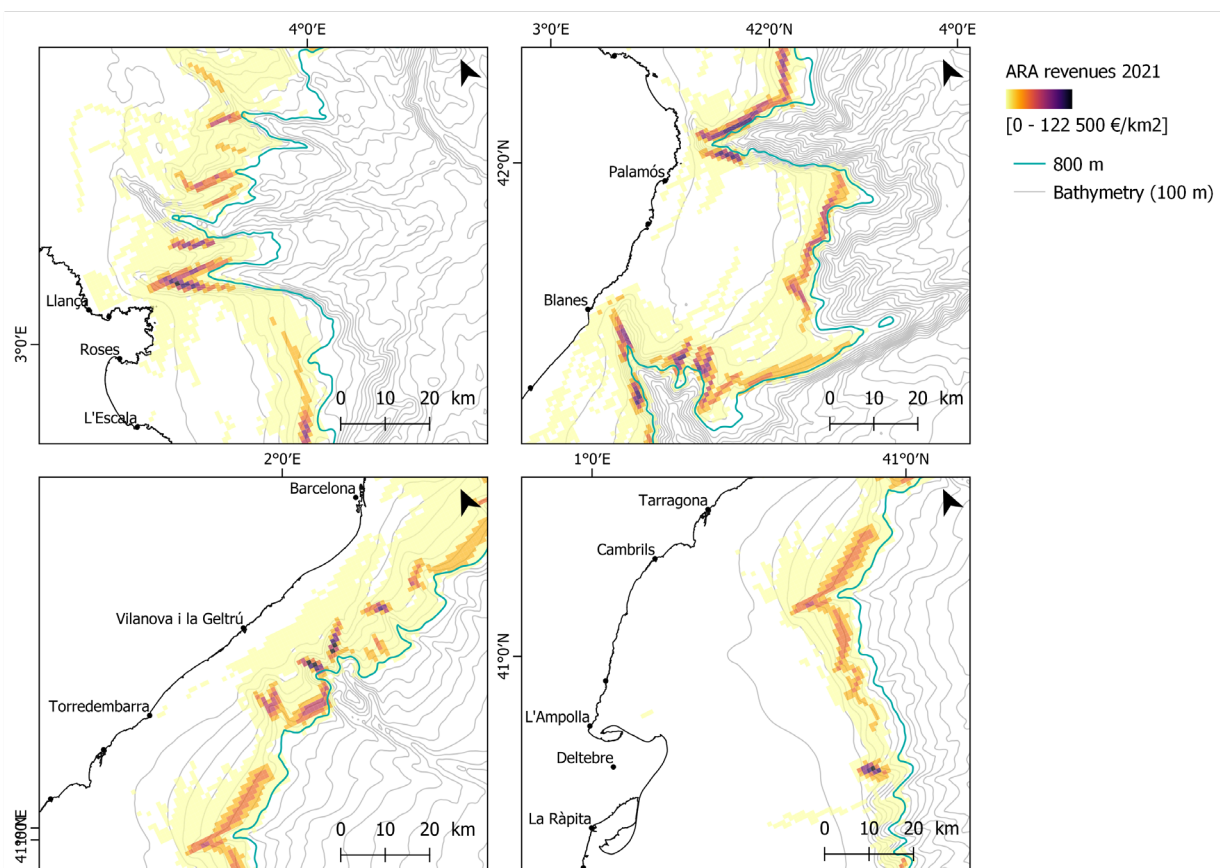 4°0'E
3°0'E
42°0'N
4°0'E
ARA revenues 2021
[0 - 122 500 €/km2]
800 m
Bathymetry (100 m)
3°0'E
Llançà
Roses
L'Escala
0 10 20 km
42°0'N
Palamós
Blanes
0 10 20 km
2°0'E
1°0'E
41°0'N
Barcelona
Vilanova i la Geltrú
Torredembarra
0 10 20 km
41°0'N
Tarragona
Cambrils
L'Ampolla
Deltebre
La Ràpita
0 10 20 km